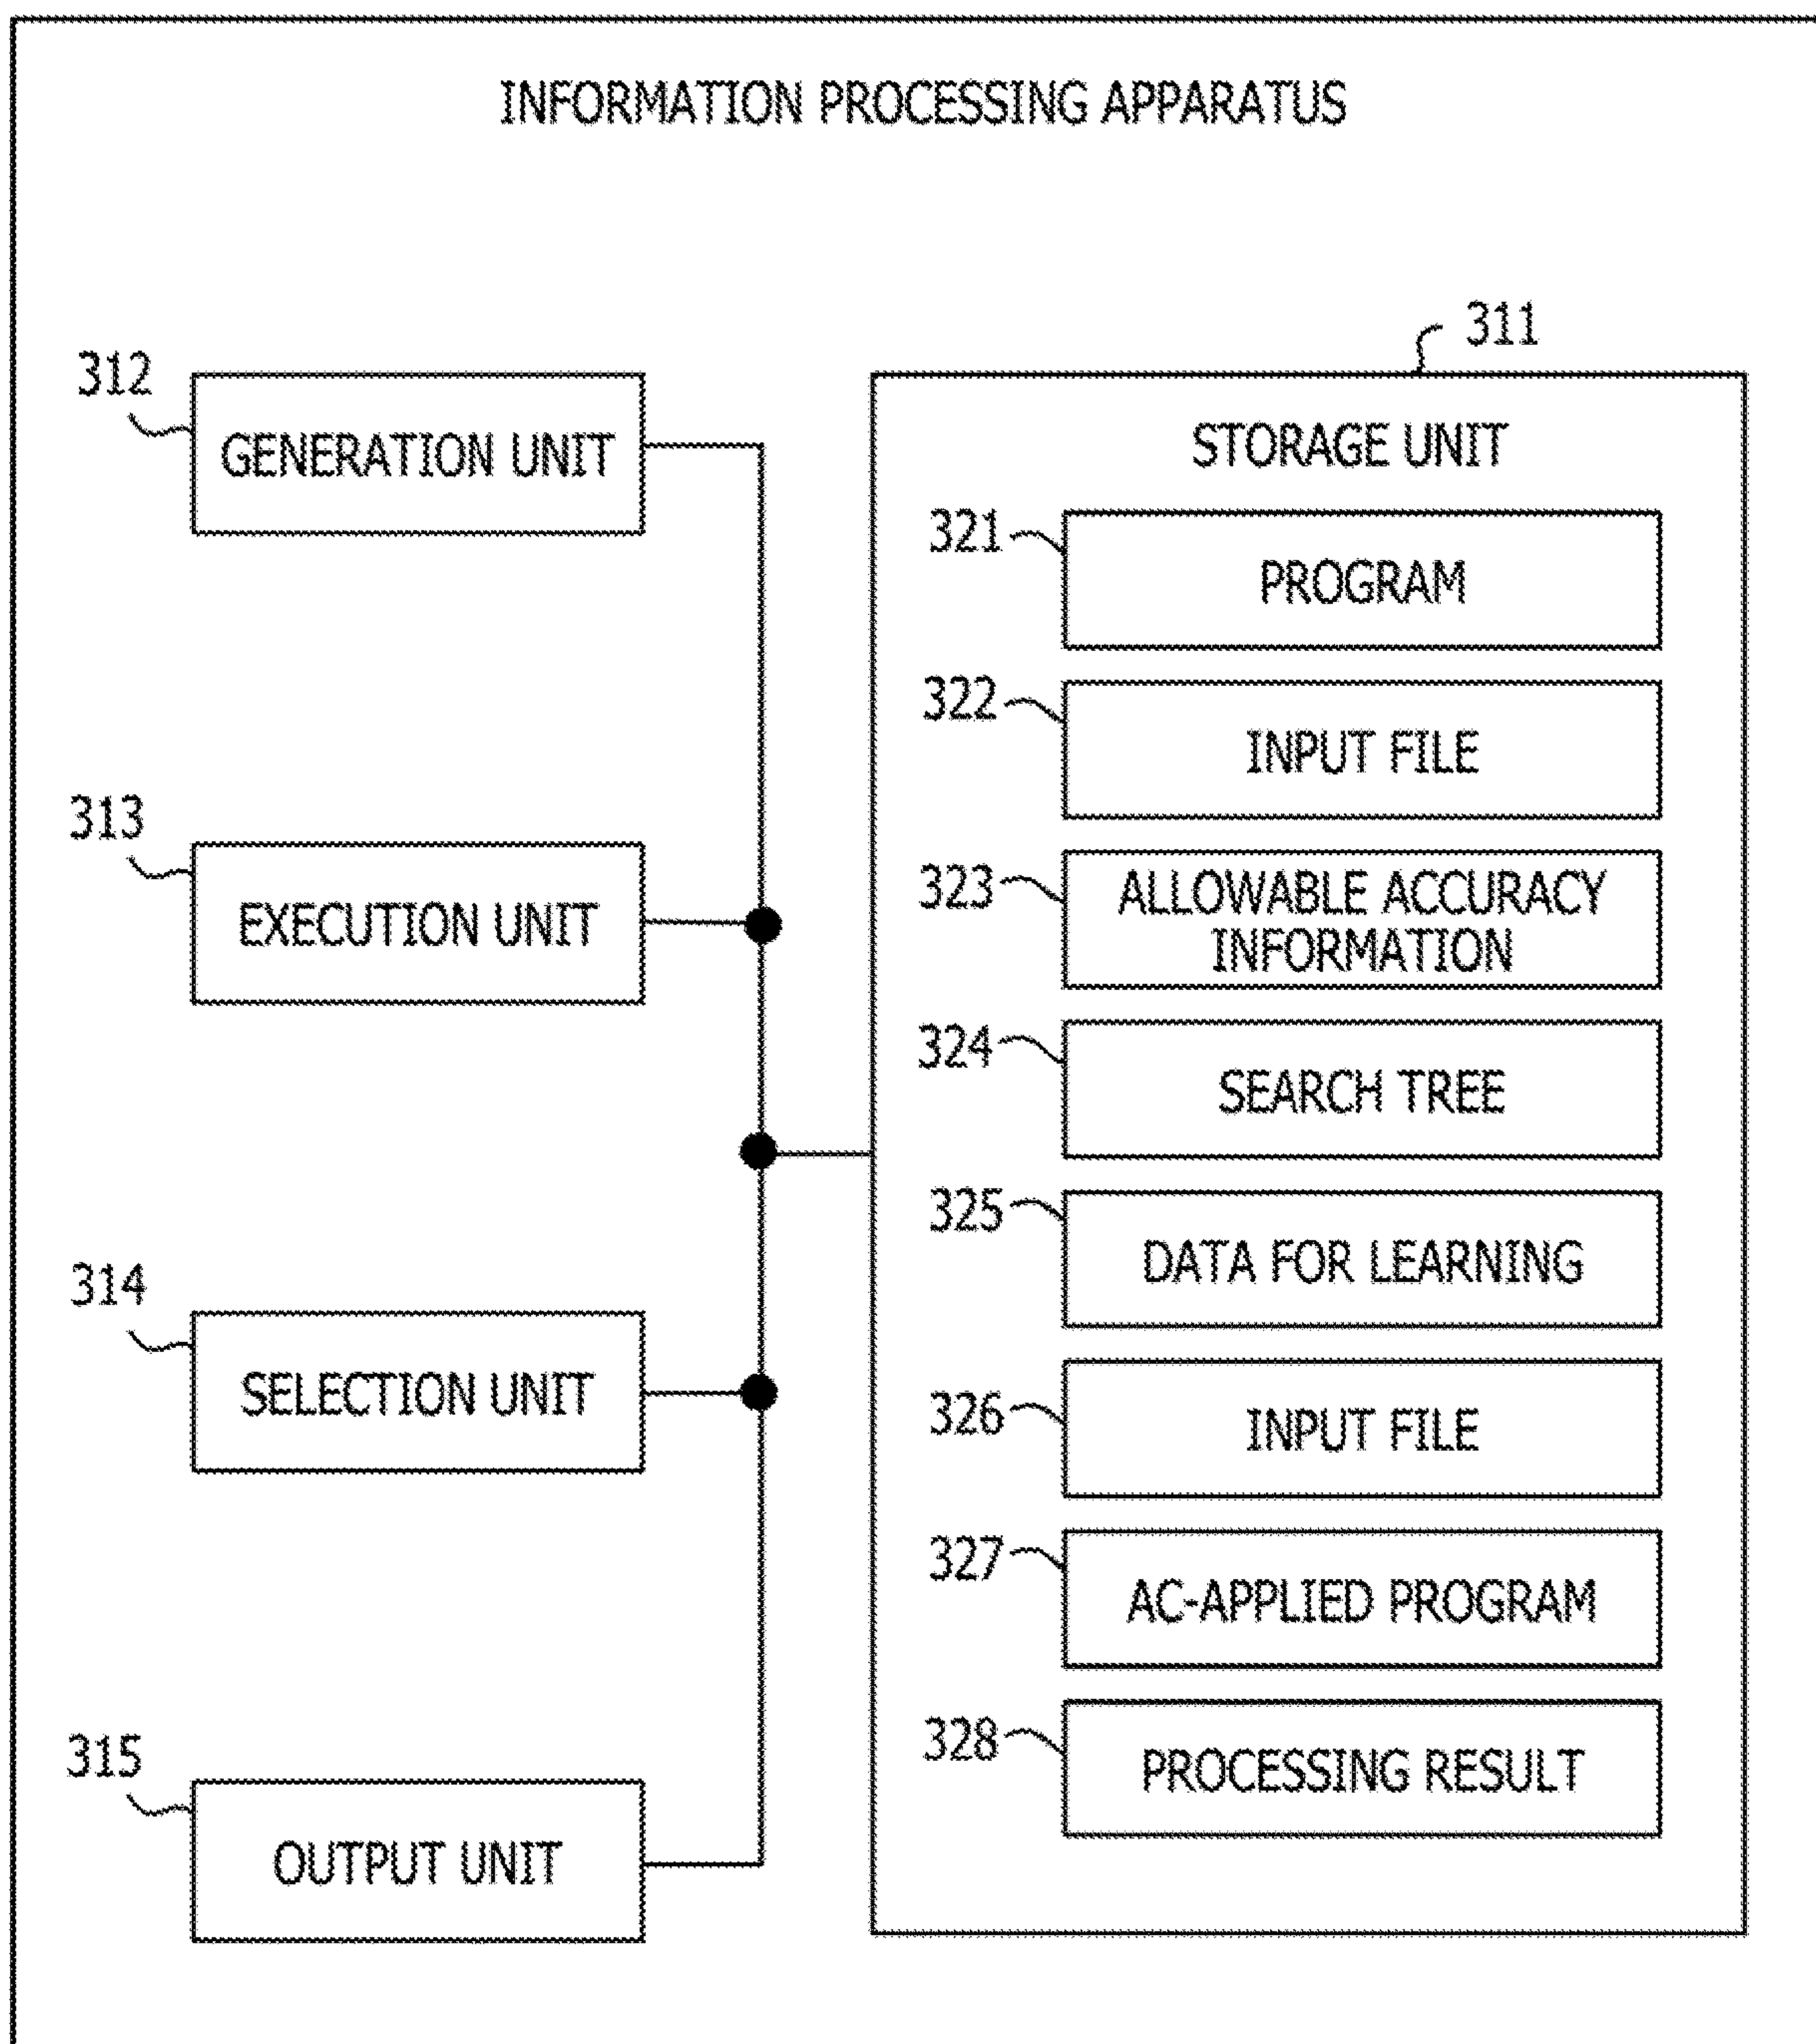 INFORMATION PROCESSING APPARATUS
312
GENERATION UNIT
313
EXECUTION UNIT
314
SELECTION UNIT
315
OUTPUT UNIT
311
STORAGE UNIT
321
PROGRAM
322
INPUT FILE
323
ALLOWABLE ACCURACY
INFORMATION
324
SEARCH TREE
325
DATA FOR LEARNING
326
INPUT FILE
327
AC-APPLIED PROGRAM
328
PROCESSING RESULT